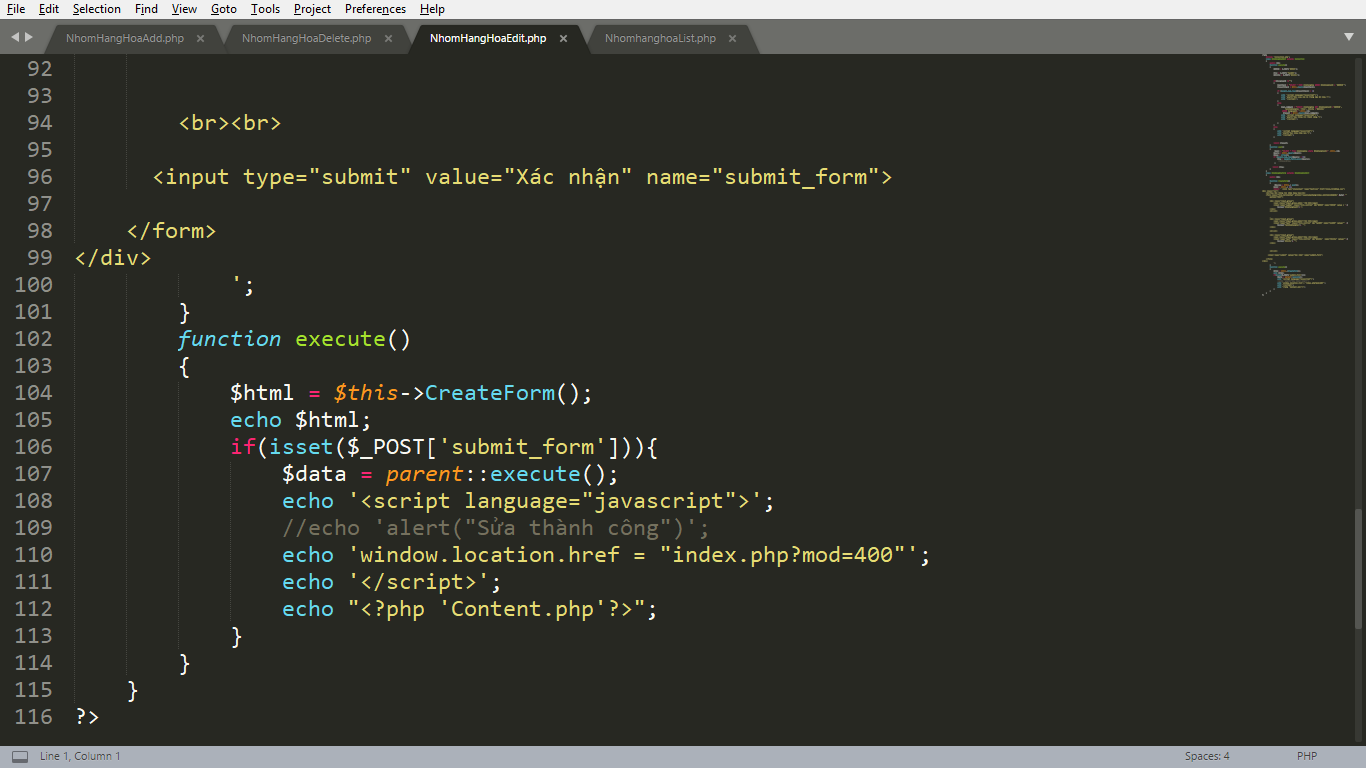 File Edit Selection Find View Goto Tools Project Preferences Help
NhomHangHoaAdd.php × NhomHangHoaDelete.php × NhomHangHoaEdit.php × NhomhanghoaList.php ×
92
93
94 <br><br>
95
96 <input type="submit" value="Xác nhận" name="submit_form">
97
98 </form>
99 </div>
100 ';
101 }
102 function execute()
103 {
104 $html = $this->CreateForm();
105 echo $html;
106 if(isset($_POST['submit_form'])){
107 $data = parent::execute();
108 echo '<script language="javascript">';
109 //echo 'alert("Sửa thành công")';
110 echo 'window.location.href = "index.php?mod=400"';
111 echo '</script>';
112 echo "<?php 'Content.php'?>";
113 }
114 }
115 }
116 ?>
Line 1, Column 1 Spaces: 4 PHP